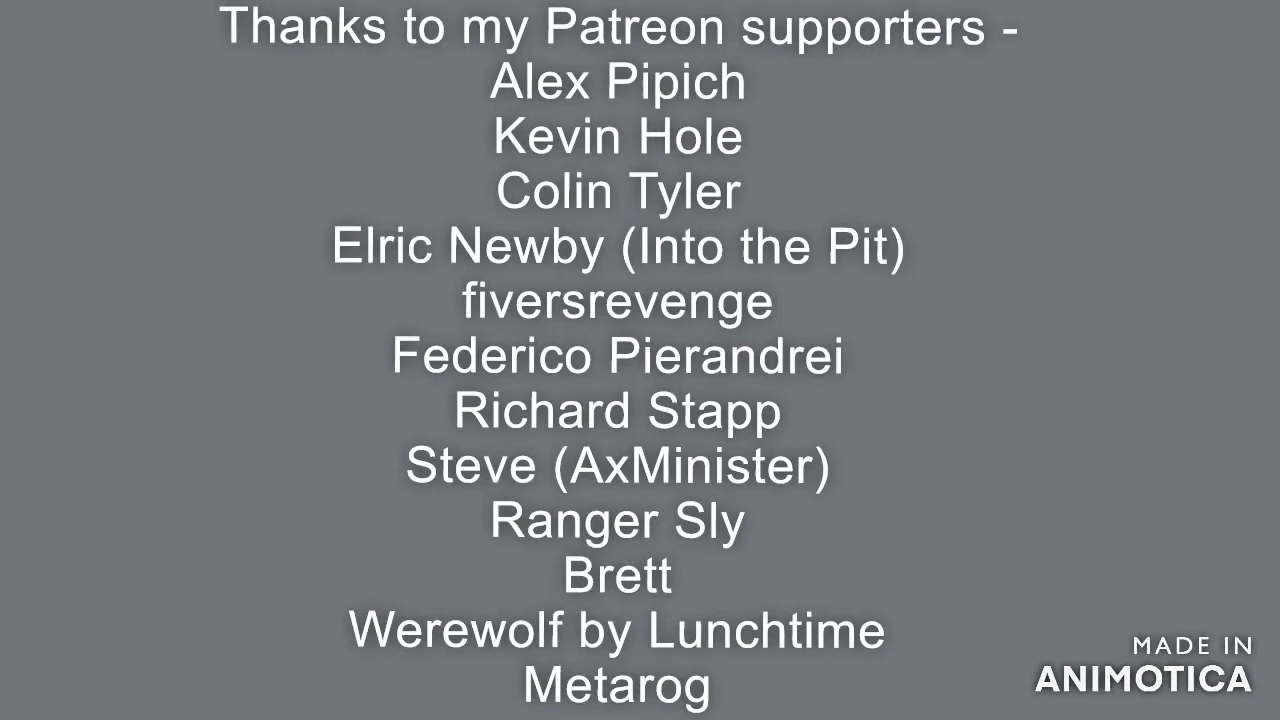 Thanks to my Patreon supporters -
Alex Pipich
Kevin Hole
Colin Tyler
Elric Newby (Into the Pit)
fiversrevenge
Federico Pierandrei
Richard Stapp
Steve (AxMinister)
Ranger Sly
Brett
Werewolf by Lunchtime
Metarog
MADE IN
ANIMOTICA